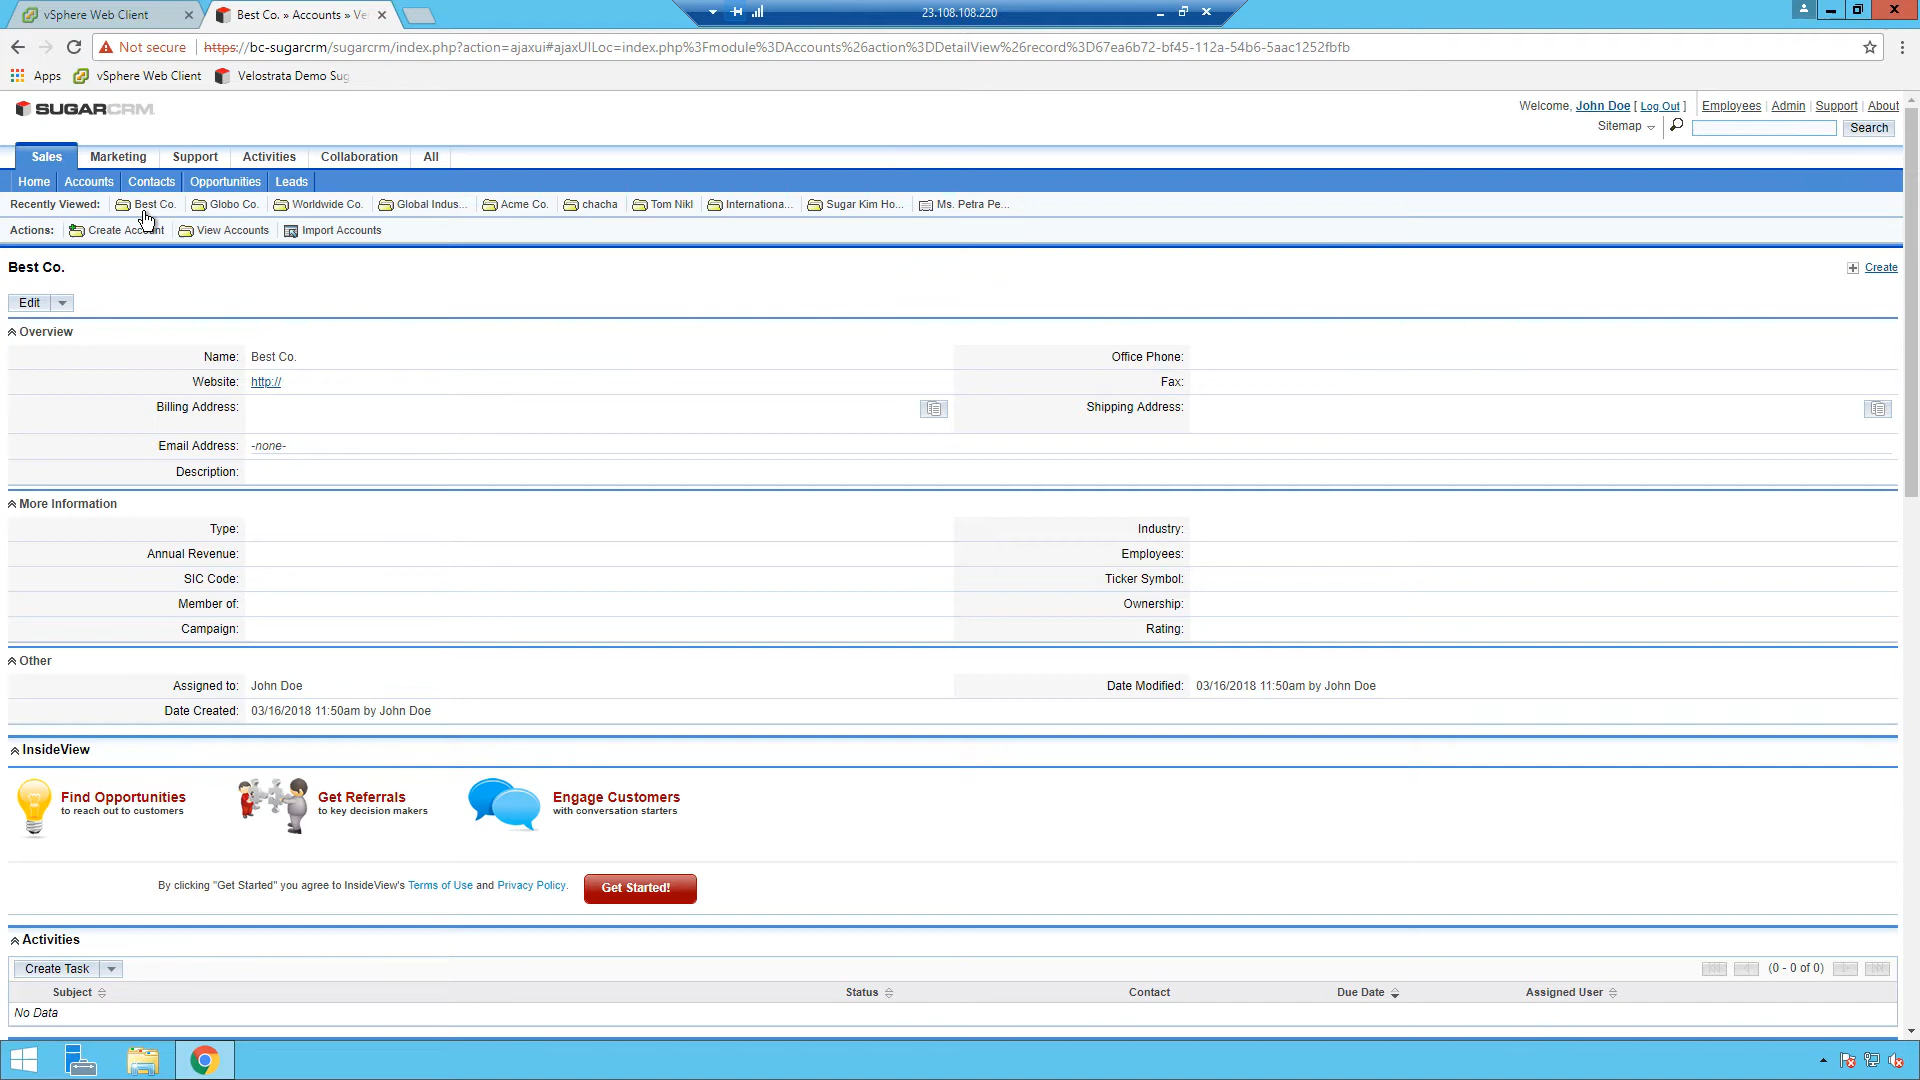 vSphere Web Client
Best Co. » Accounts » Ve
23.108.108.220
Not secure https://bc-sugarcrm/sugarcrm/index.php?action=ajaxui#ajaxUILoc=index.php%3Fmodule%3DAccounts%26action%3DDetailView%26record%3D67ea6b72-bf45-112a-54b6-5aac1252fbfb
Apps vSphere Web Client Velostrata Demo Sug
SUGARCRM.
Welcome, John Doe [ Log Out ] Employees | Admin | Support | About
Sitemap Search
Sales Marketing Support Activities Collaboration All
Home Accounts Contacts Opportunities Leads
Recently Viewed: Best Co. Globo Co. Worldwide Co. Global Indus... Acme Co. chacha Tom Nikl Internationa... Sugar Kim Ho... Ms. Petra Pe...
Actions: Create Account View Accounts Import Accounts
Best Co.
Create
Edit
Overview
Name: Best Co. Office Phone:
Website: http:// Fax:
Billing Address: Shipping Address:
Email Address: -none-
Description:
More Information
Type: Industry:
Annual Revenue: Employees:
SIC Code: Ticker Symbol:
Member of: Ownership:
Campaign: Rating:
Other
Assigned to: John Doe Date Modified: 03/16/2018 11:50am by John Doe
Date Created: 03/16/2018 11:50am by John Doe
InsideView
Find Opportunities Get Referrals Engage Customers
to reach out to customers to key decision makers with conversation starters
By clicking "Get Started" you agree to InsideView's Terms of Use and Privacy Policy. Get Started!
Activities
Create Task (0 - 0 of 0)
Subject Status Contact Due Date Assigned User
No Data